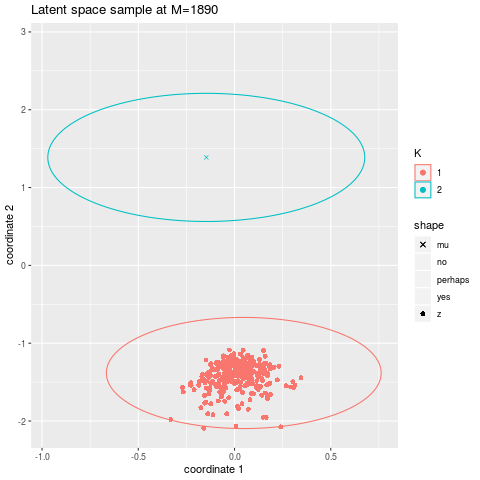 Latent space sample at M=1890
3
2
1
0
-1
-2
coordinate 2
-1.0
-0.5
0.0
0.5
coordinate 1
K
1
2
shape
mu
no
perhaps
yes
z